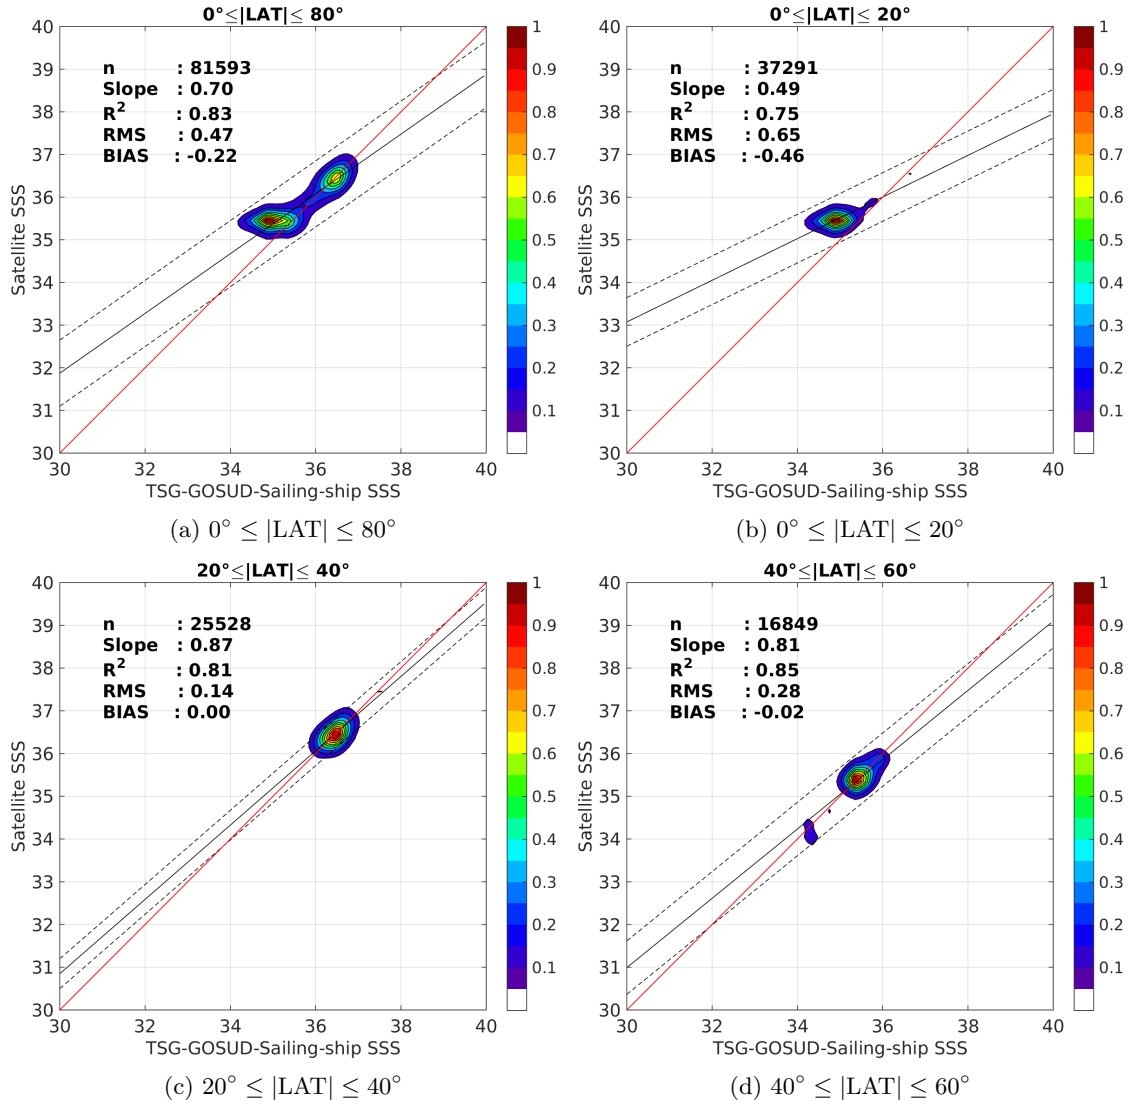 0°≤|LAT|≤ 80°
40
39
38
37
36
35
34
33
32
31
30
Satellite SSS
n : 81593
Slope : 0.70
R2 : 0.83
RMS : 0.47
BIAS : -0.22
30 32 34 36 38 40
TSG-GOSUD-Sailing-ship SSS
1
0.9
0.8
0.7
0.6
0.5
0.4
0.3
0.2
0.1
(a) 0° ≤ |LAT| ≤ 80°
0°≤|LAT|≤ 20°
40
39
38
37
36
35
34
33
32
31
30
Satellite SSS
n : 37291
Slope : 0.49
R2 : 0.75
RMS : 0.65
BIAS : -0.46
30 32 34 36 38 40
TSG-GOSUD-Sailing-ship SSS
1
0.9
0.8
0.7
0.6
0.5
0.4
0.3
0.2
0.1
(b) 0° ≤ |LAT| ≤ 20°
20°≤|LAT|≤ 40°
40
39
38
37
36
35
34
33
32
31
30
Satellite SSS
n : 25528
Slope : 0.87
R2 : 0.81
RMS : 0.14
BIAS : 0.00
30 32 34 36 38 40
TSG-GOSUD-Sailing-ship SSS
1
0.9
0.8
0.7
0.6
0.5
0.4
0.3
0.2
0.1
(c) 20° ≤ |LAT| ≤ 40°
40°≤|LAT|≤ 60°
40
39
38
37
36
35
34
33
32
31
30
Satellite SSS
n : 16849
Slope : 0.81
R2 : 0.85
RMS : 0.28
BIAS : -0.02
30 32 34 36 38 40
TSG-GOSUD-Sailing-ship SSS
1
0.9
0.8
0.7
0.6
0.5
0.4
0.3
0.2
0.1
(d) 40° ≤ |LAT| ≤ 60°